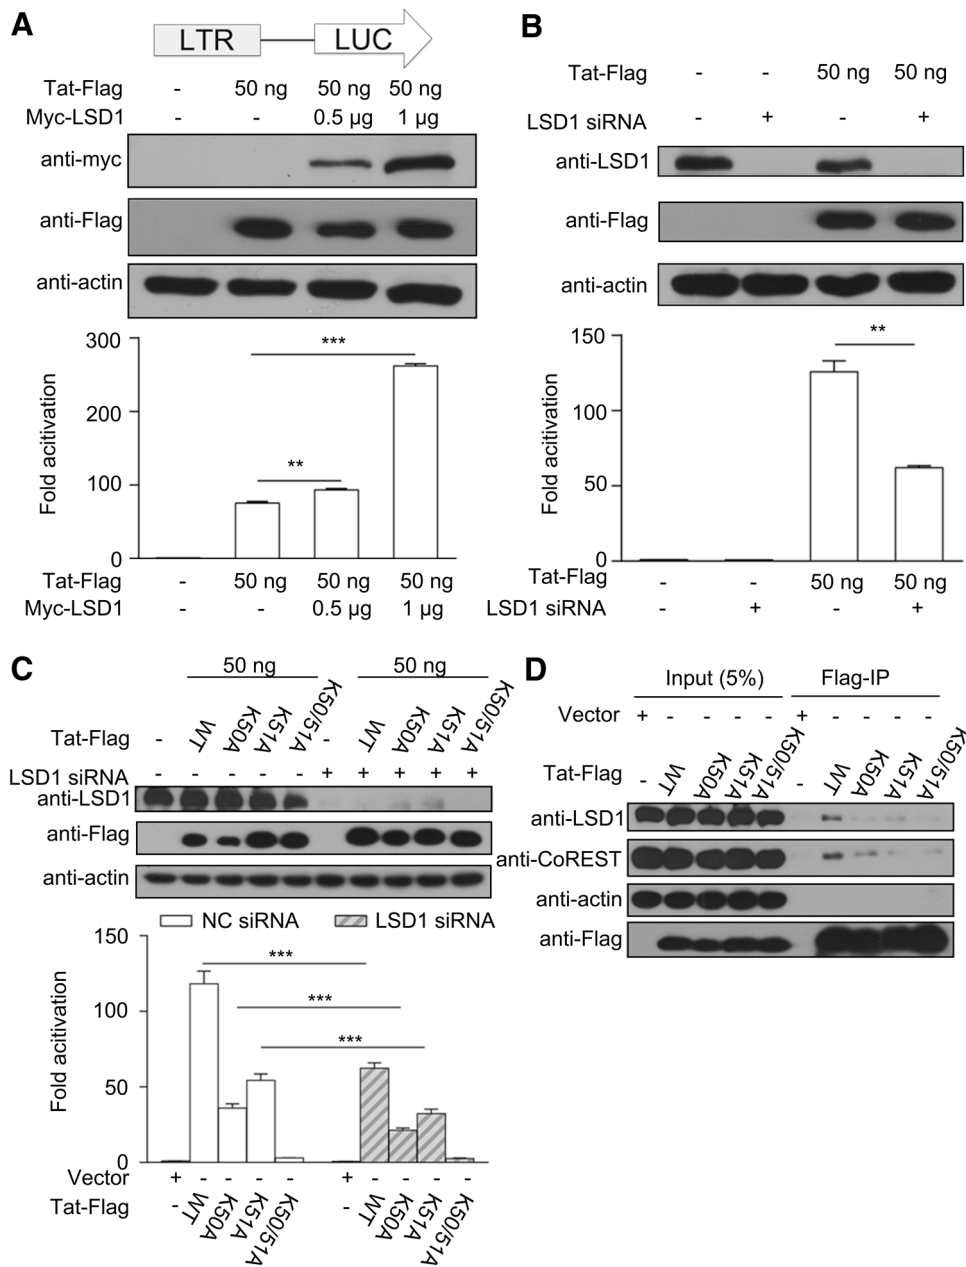 A
LTR LUC
Tat-Flag - 50 ng 50 ng 50 ng
Myc-LSD1 - - 0.5 µg 1 µg
anti-myc
anti-Flag
anti-actin
300
200
100
0
Fold acitivation
***
**
Tat-Flag - 50 ng 50 ng 50 ng
Myc-LSD1 - - 0.5 µg 1 µg
B
Tat-Flag - - 50 ng 50 ng
LSD1 siRNA - + - +
anti-LSD1
anti-Flag
anti-actin
150
100
50
0
Fold acitivation
**
Tat-Flag - - 50 ng 50 ng
LSD1 siRNA - + - +
C
50 ng 50 ng
Tat-Flag - WT K50A K51A K50/51A - WT K50A K51A K50/51A
LSD1 siRNA - - - - - + + + + +
anti-LSD1
anti-Flag
anti-actin
NC siRNA LSD1 siRNA
150
100
50
0
Fold acitivation
***
***
***
Vector + - - - - + - - - -
Tat-Flag - WT K50A K51A K50/51A - WT K50A K51A K50/51A
D
Input (5%) Flag-IP
Vector + - - - - + - - - -
Tat-Flag - WT K50A K51A K50/51A - WT K50A K51A K50/51A
anti-LSD1
anti-CoREST
anti-actin
anti-Flag